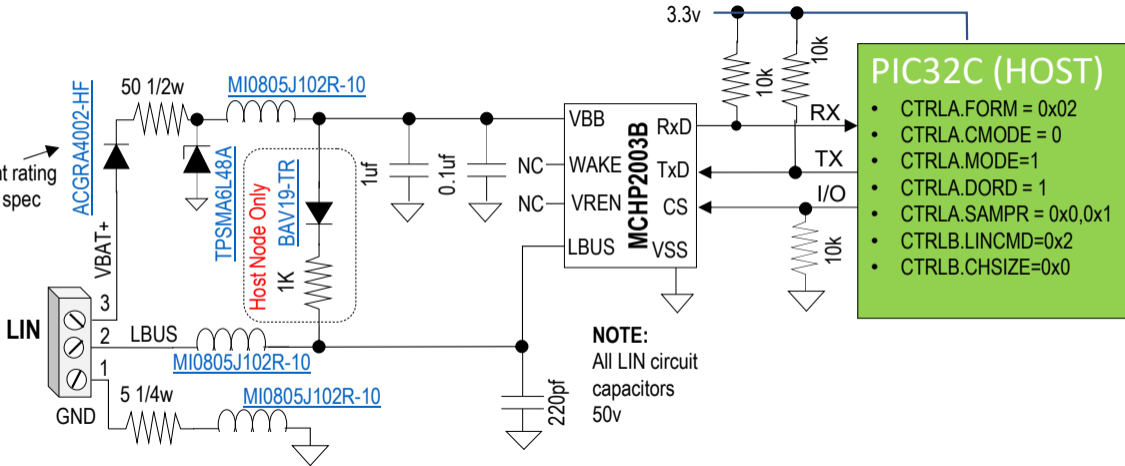 3.3v
10k
10k
PIC32C (HOST)
• CTRLA.FORM = 0x02
• CTRLA.CMODE = 0
• CTRLA.MODE=1
• CTRLA.DORD = 1
• CTRLA.SAMPR = 0x0,0x1
• CTRLB.LINCMD=0x2
• CTRLB.CHSIZE=0x0
RX
TX
I/O
10k
50 1/2w
MI0805J102R-10
ACGRA4002-HF
rating
spec
TPSMA6L48A
Host Node Only
BAV19-TR
1K
1uf
0.1uf
NC
NC
VBB
WAKE
VREN
LBUS
MCHP2003B
RxD
TxD
CS
VSS
VBAT+
LIN
3
2
1
LBUS
MI0805J102R-10
GND
5 1/4w
MI0805J102R-10
220pf
NOTE:
All LIN circuit
capacitors
50v